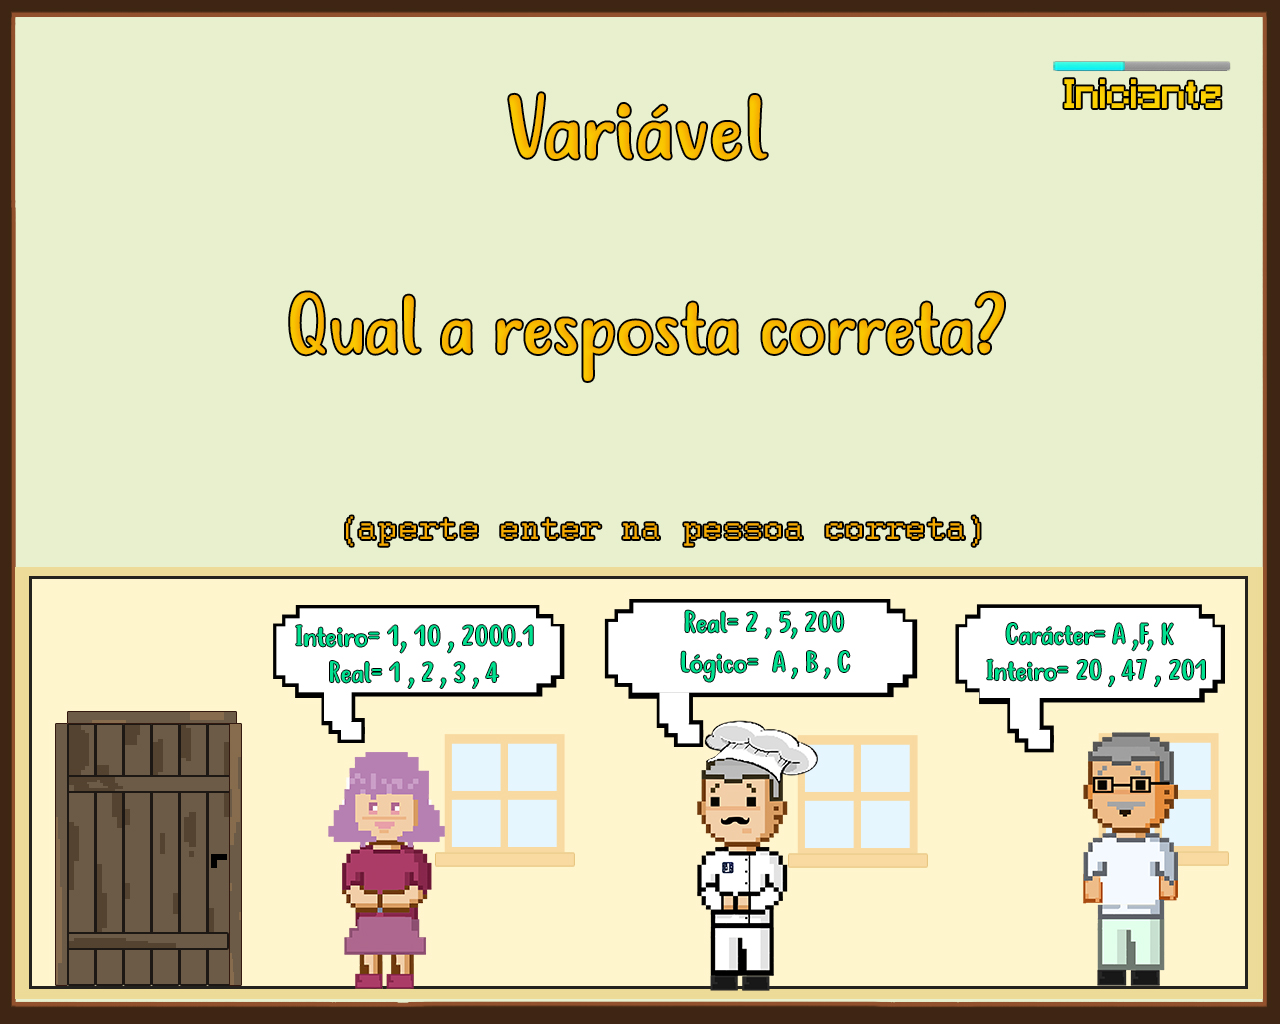 Iniciante
Variável
Qual a resposta correta?
(aperte enter na pessoa correta)
Inteiro= 1, 10 , 2000.1
Real= 1 , 2 , 3 , 4
Real= 2 , 5, 200
Lógico=  A , B , C
Carácter= A ,F, K
Inteiro= 20 , 47 , 201